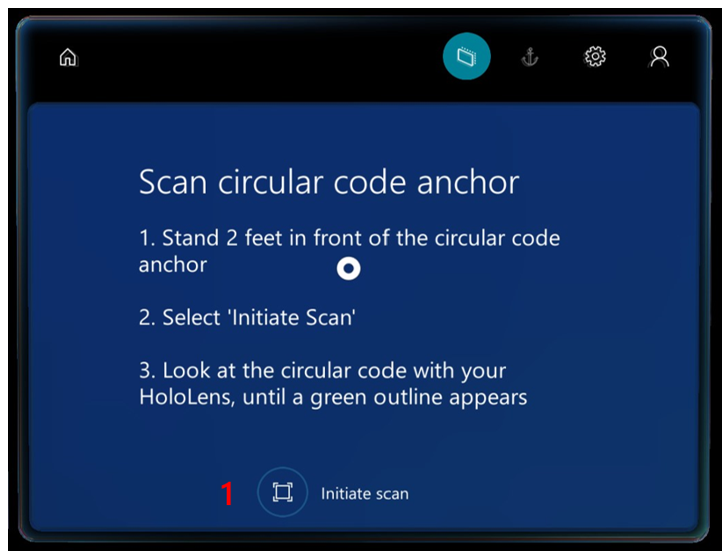 Scan circular code anchor
1. Stand 2 feet in front of the circular code
anchor
2. Select 'Initiate Scan'
3. Look at the circular code with your
HoloLens, until a green outline appears
1 Initiate scan